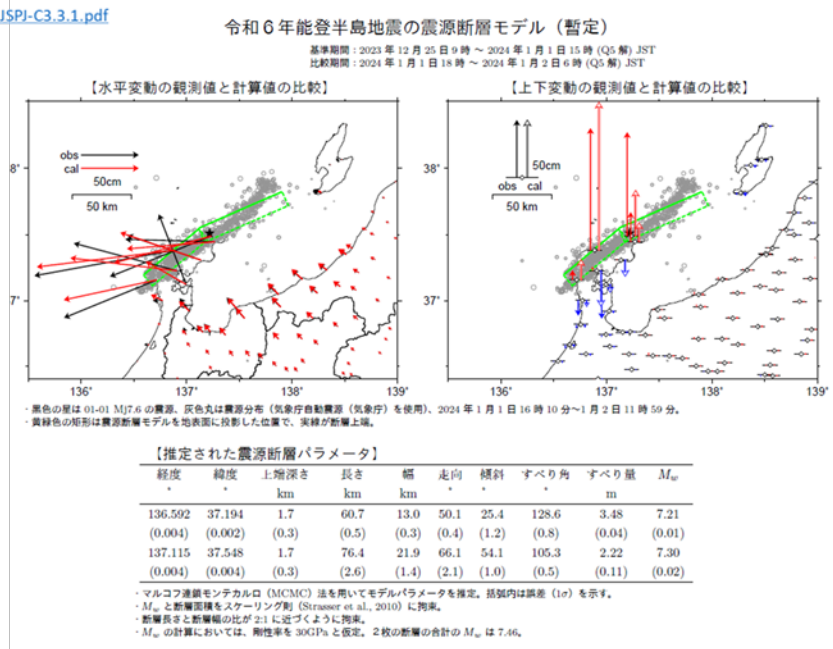 JSPJ-C3.3.1.pdf
令和６年能登半島地震の震源断層モデル（暫定）
基準期間：2023 年 12 月 25 日 9 時 ～ 2024 年 1 月 1 日 15 時 (Q5 解) JST
比較期間：2024 年 1 月 1 日 18 時 ～ 2024 年 1 月 2 日 6 時 (Q5 解) JST
【水平変動の観測値と計算値の比較】
【上下変動の観測値と計算値の比較】
obs
cal
50cm
50 km
8°
7°
136°
137°
138°
139°
50cm
obs cal
50 km
38°
37°
136°
137°
138°
139°
· 黒色の星は 01-01 Mj7.6 の震源、灰色丸は震源分布（気象庁自動震源（気象庁）を使用）、2024 年 1 月 1 日 16 時 10 分～1 月 2 日 11 時 59 分。
· 黄緑色の矩形は震源断層モデルを地表面に投影した位置で、実線が断層上端。
【推定された震源断層パラメータ】
経度 緯度 上端深さ 長さ 幅 走向 傾斜 すべり角 すべり量 Mw
° ° km km km ° ° ° m
136.592 37.194 1.7 60.7 13.0 50.1 25.4 128.6 3.48 7.21
(0.004) (0.002) (0.3) (0.5) (0.3) (0.4) (1.2) (0.8) (0.04) (0.01)
137.115 37.548 1.7 76.4 21.9 66.1 54.1 105.3 2.22 7.30
(0.004) (0.004) (0.3) (2.6) (1.4) (2.1) (1.0) (0.5) (0.11) (0.02)
· マルコフ連鎖モンテカルロ（MCMC）法を用いてモデルパラメータを推定。括弧内は誤差（1σ）を示す。
· Mw と断層面積をスケーリング則（Strasser et al., 2010）に拘束。
· 断層長さと断層幅の比が 2:1 に近づくように拘束。
· Mw の計算においては、剛性率を 30GPa と仮定。２枚の断層の合計の Mw は 7.46。